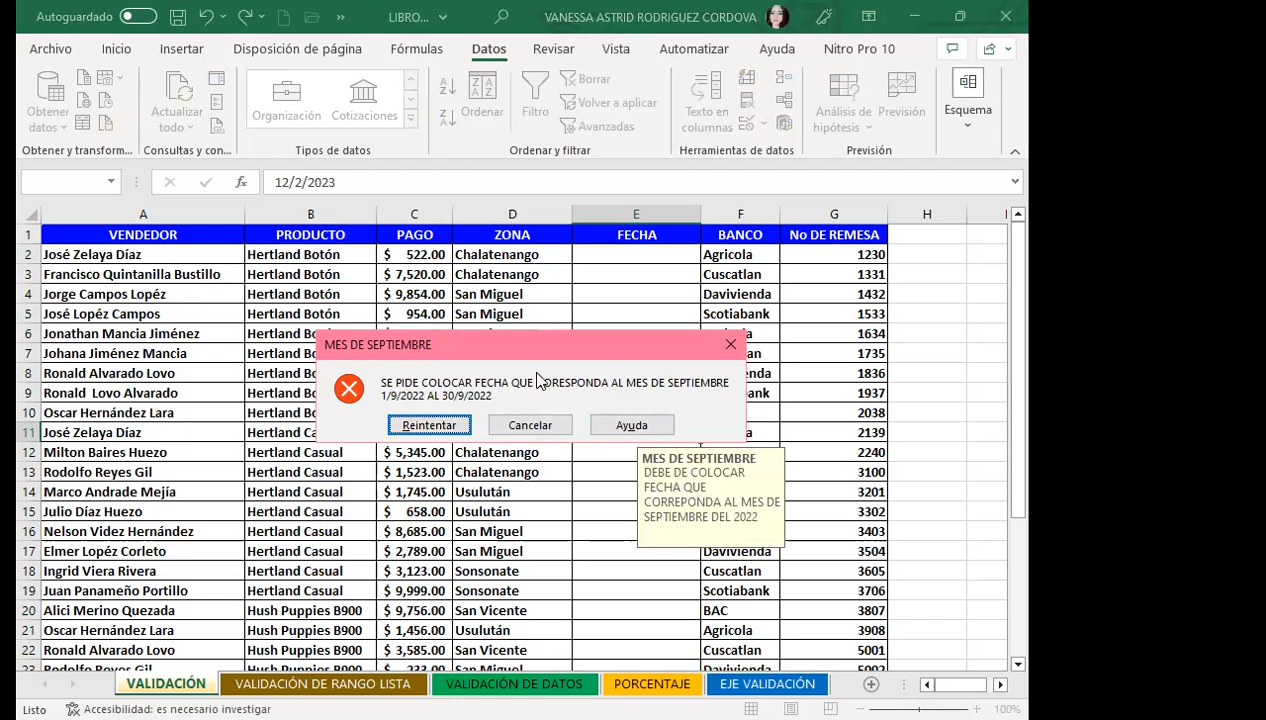 Autoguardado LIBRO... VANESSA ASTRID RODRIGUEZ CORDOVA
Archivo Inicio Insertar Disposición de página Fórmulas Datos Revisar Vista Automatizar Ayuda Nitro Pro 10
Obtener datos
Actualizar todo
Organización Cotizaciones
Ordenar
Filtro
Borrar
Volver a aplicar
Avanzadas
Texto en columnas
Análisis de hipótesis
Previsión
Esquema
Obtener y transform... Consultas y con... Tipos de datos Ordenar y filtrar Herramientas de datos Previsión
fx 12/2/2023
A B C D E F G H I
1 VENDEDOR PRODUCTO PAGO ZONA FECHA BANCO No DE REMESA
2 José Zelaya Díaz Hertland Botón $ 522.00 Chalatenango Agricola 1230
3 Francisco Quintanilla Bustillo Hertland Botón $ 7,520.00 Chalatenango Cuscatlan 1331
4 Jorge Campos Lopéz Hertland Botón $ 9,854.00 San Miguel Davivienda 1432
5 José Lopéz Campos Hertland Botón $ 954.00 San Miguel Scotiabank 1533
6 Jonathan Mancia Jiménez 1634
7 Johana Jiménez Mancia 1735
8 Ronald Alvarado Lovo 1836
9 Ronald Lovo Alvarado 1937
10 Oscar Hernández Lara 2038
11 José Zelaya Díaz 2139
MES DE SEPTIEMBRE
SE PIDE COLOCAR FECHA QUE CORESPONDA AL MES DE SEPTIEMBRE
1/9/2022 AL 30/9/2022
Reintentar Cancelar Ayuda
12 Milton Baires Huezo Hertland Casual $ 5,345.00 Chalatenango 2240
13 Rodolfo Reyes Gil Hertland Casual $ 1,523.00 Chalatenango 3100
14 Marco Andrade Mejía Hertland Casual $ 1,745.00 Usulután 3201
15 Julio Díaz Huezo Hertland Casual $ 658.00 Usulután 3302
16 Nelson Videz Hernández Hertland Casual $ 8,685.00 San Miguel 3403
MES DE SEPTIEMBRE
DEBE DE COLOCAR
FECHA QUE
CORREPONDA AL MES DE
SEPTIEMBRE DEL 2022
17 Elmer Lopéz Corleto Hertland Casual $ 2,789.00 San Miguel Davivienda 3504
18 Ingrid Viera Rivera Hertland Casual $ 3,123.00 Sonsonate Cuscatlan 3605
19 Juan Panameño Portillo Hertland Casual $ 9,999.00 Sonsonate Scotiabank 3706
20 Alici Merino Quezada Hush Puppies B900 $ 9,756.00 San Vicente BAC 3807
21 Oscar Hernández Lara Hush Puppies B900 $ 1,456.00 Usulután Agricola 3908
22 Ronald Alvarado Lovo Hush Puppies B900 $ 3,585.00 San Vicente Cuscatlan 5001
23 Rodolfo Reyes Gil Hush Puppies B900 $ 233.00 San Miguel Davivienda 5002
VALIDACIÓN VALIDACIÓN DE RANGO LISTA VALIDACIÓN DE DATOS PORCENTAJE EJE VALIDACIÓN
Listo Accesibilidad: es necesario investigar 100%